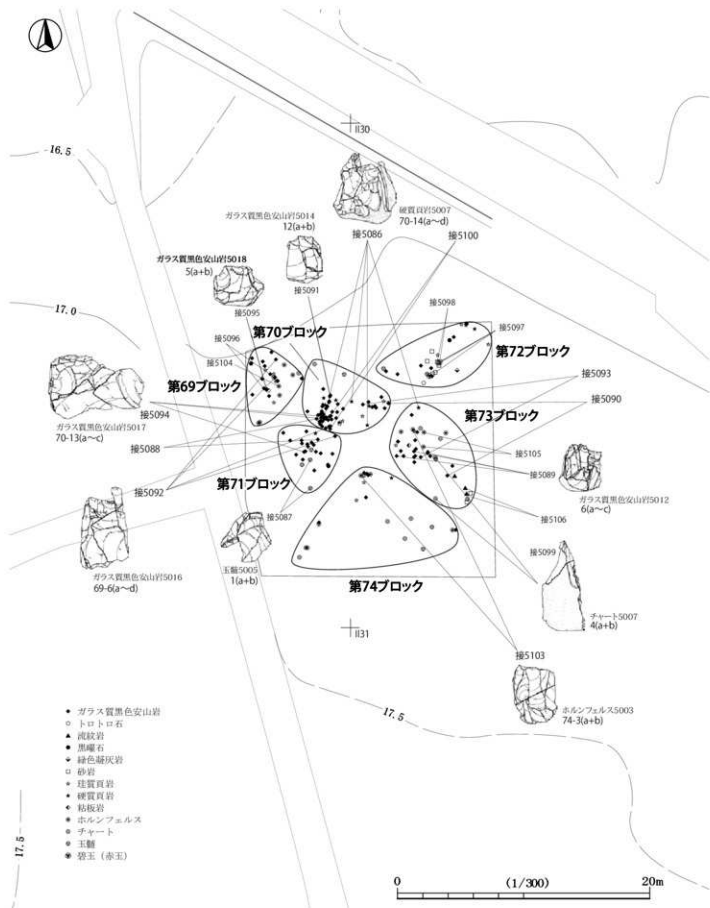 II30
16.5
ガラス質黒色安山岩5014
12(a+b)
硬質頁岩5007
70-14(a～d)
接5086
接5100
ガラス質黒色安山岩5018
5(a+b)
接5091
接5095
接5098
17.0
第70ブロック
接5097
接5096
第72ブロック
接5104
第69ブロック
接5093
接5090
第73ブロック
接5094
ガラス質黒色安山岩5017
70-13(a～c)
接5088
接5105
接5089
第71ブロック
ガラス質黒色安山岩5012
6(a～c)
接5092
接5087
接5106
接5099
ガラス質黒色安山岩5016
69-6(a～d)
玉髄5005
1(a+b)
第74ブロック
チャート5007
4(a+b)
II31
接5103
ホルンフェルス5003
74-3(a+b)
17.5
ガラス質黒色安山岩
トロトロ石
流紋岩
黒曜石
緑色凝灰岩
砂岩
珪質頁岩
硬質頁岩
粘板岩
ホルンフェルス
チャート
玉髄
碧玉（赤玉）
17.5
0 (1/300) 20m